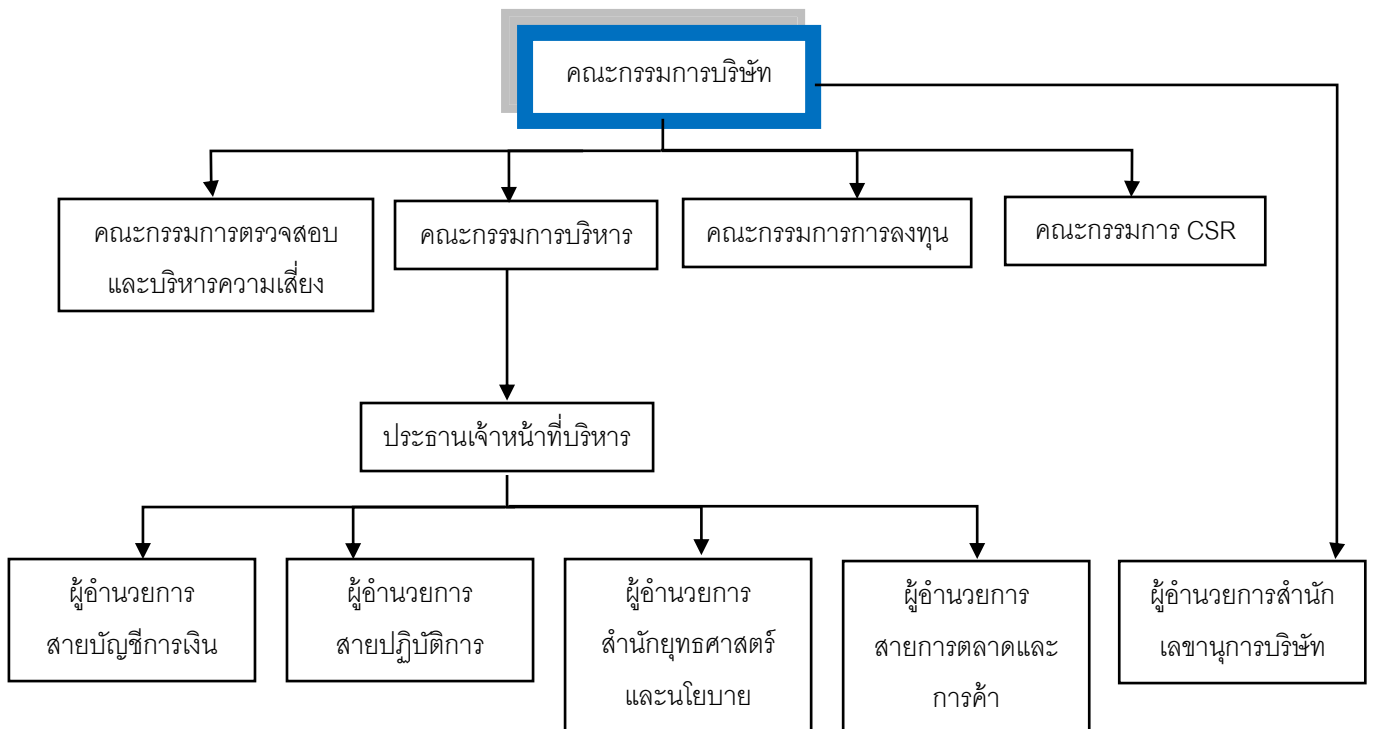 คณะกรรมการบริษัท
คณะกรรมการตรวจสอบ
และบริหารความเสี่ยง
คณะกรรมการบริหาร
คณะกรรมการการลงทุน
คณะกรรมการ CSR
ประธานเจ้าหน้าที่บริหาร
ผู้อำนวยการ
สายบัญชีการเงิน
ผู้อำนวยการ
สายปฏิบัติการ
ผู้อำนวยการ
สำนักยุทธศาสตร์
และนโยบาย
ผู้อำนวยการ
สายการตลาดและ
การค้า
ผู้อำนวยการสำนัก
เลขานุการบริษัท